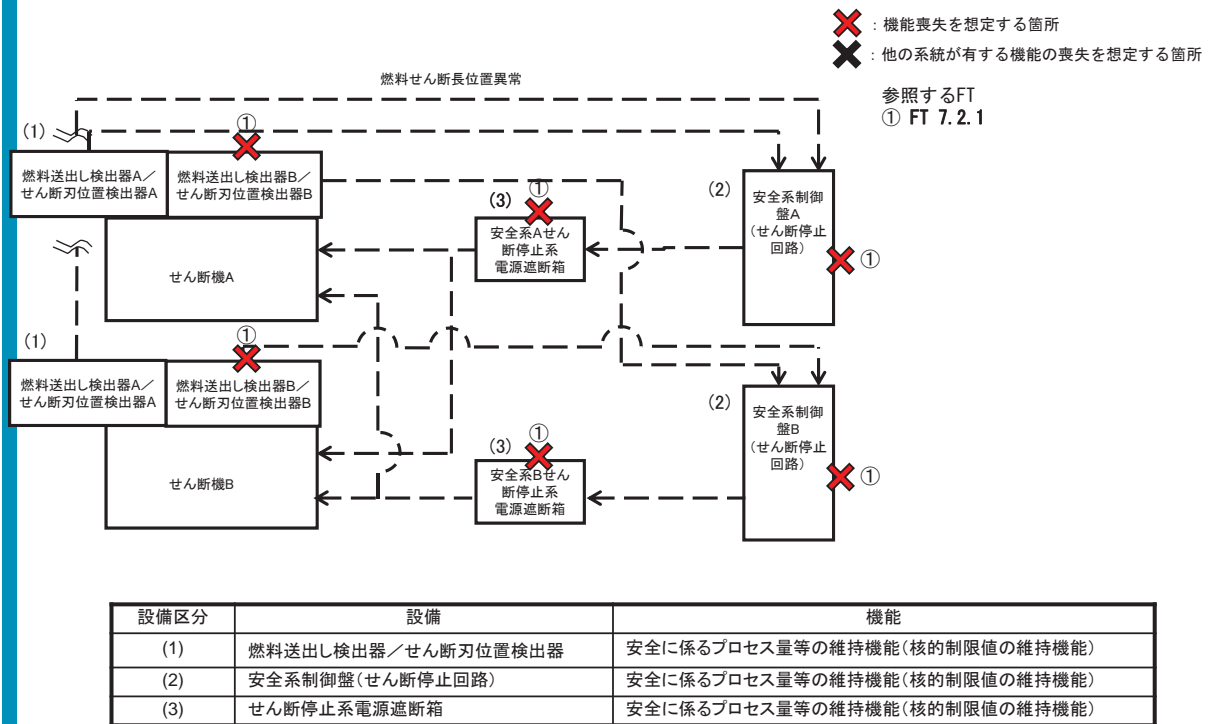 ：機能喪失を想定する箇所
：他の系統が有する機能の喪失を想定する箇所
燃料せん断長位置異常
参照するFT
① FT 7.2.1
(1)
①
燃料送出し検出器A／
せん断刃位置検出器A
燃料送出し検出器B／
せん断刃位置検出器B
(3)
①
安全系Aせん
断停止系
電源遮断箱
(2)
安全系制御
盤A
(せん断停止
回路)
①
せん断機A
(1)
①
燃料送出し検出器A／
せん断刃位置検出器A
燃料送出し検出器B／
せん断刃位置検出器B
(2)
安全系制御
盤B
(せん断停止
回路)
①
(3)
①
安全系Bせん
断停止系
電源遮断箱
せん断機B
設備区分 設備 機能
(1) 燃料送出し検出器／せん断刃位置検出器 安全に係るプロセス量等の維持機能(核的制限値の維持機能)
(2) 安全系制御盤(せん断停止回路) 安全に係るプロセス量等の維持機能(核的制限値の維持機能)
(3) せん断停止系電源遮断箱 安全に係るプロセス量等の維持機能(核的制限値の維持機能)